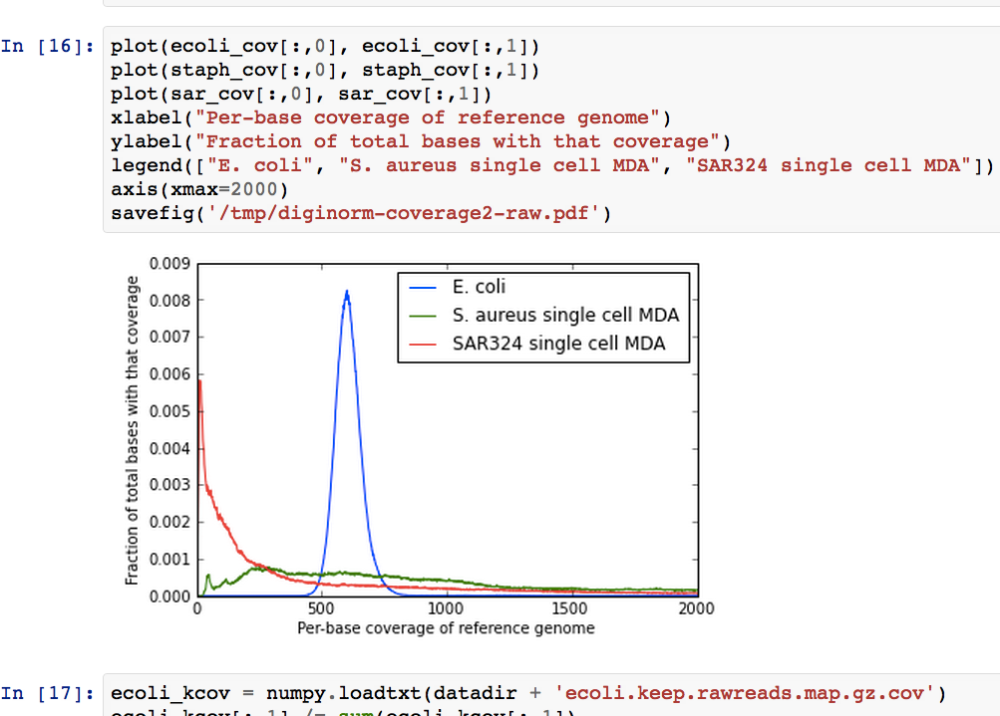 In [16]:
plot(ecoli_cov[:,0], ecoli_cov[:,1])
plot(staph_cov[:,0], staph_cov[:,1])
plot(sar_cov[:,0], sar_cov[:,1])
xlabel("Per-base coverage of reference genome")
ylabel("Fraction of total bases with that coverage")
legend(["E. coli", "S. aureus single cell MDA", "SAR324 single cell MDA"])
axis(xmax=2000)
savefig('/tmp/diginorm-coverage2-raw.pdf')
Fraction of total bases with that coverage
0.009
0.008
0.007
0.006
0.005
0.004
0.003
0.002
0.001
0.000
E. coli
S. aureus single cell MDA
SAR324 single cell MDA
0 500 1000 1500 2000
Per-base coverage of reference genome
In [17]:
ecoli_kcov = numpy.loadtxt(datadir + 'ecoli.keep.rawreads.map.gz.cov')